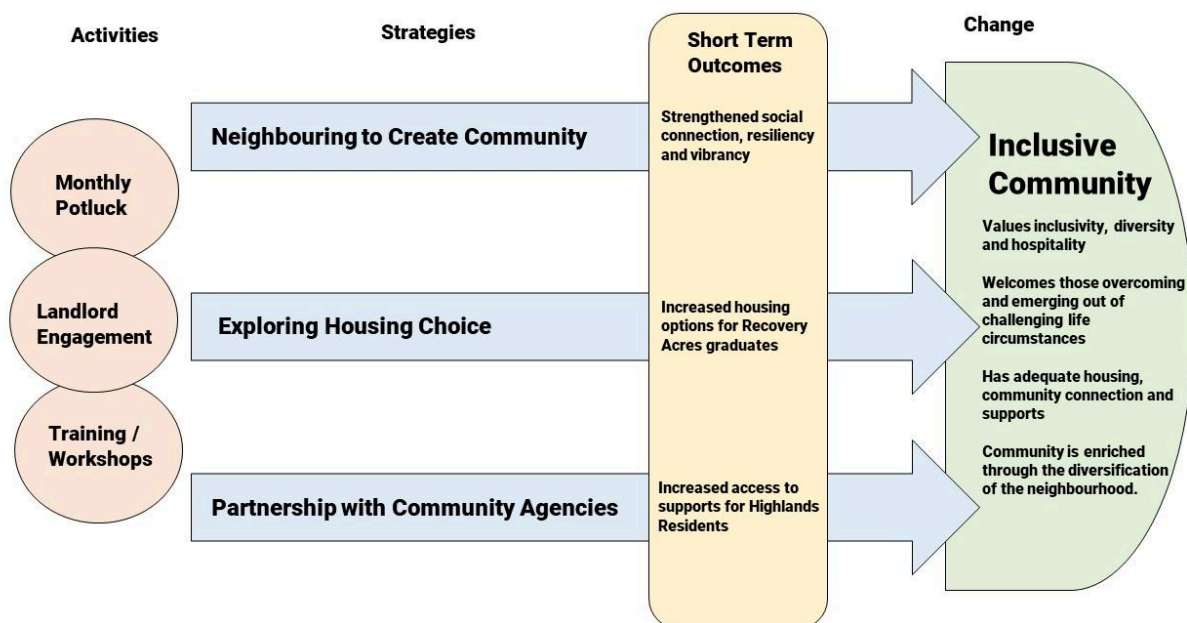 Activities
Strategies
Short Term
Outcomes
Change
Monthly
Potluck
Landlord
Engagement
Training /
Workshops
Neighbouring to Create Community
Exploring Housing Choice
Partnership with Community Agencies
Strengthened social
connection, resiliency
and vibrancy
Increased housing
options for Recovery
Acres graduates
Increased access to
supports for Highlands
Residents
Inclusive
Community
Values inclusivity, diversity
and hospitality
Welcomes those overcoming
and emerging out of
challenging life
circumstances
Has adequate housing,
community connection and
supports
Community is enriched
through the diversification
of the neighbourhood.